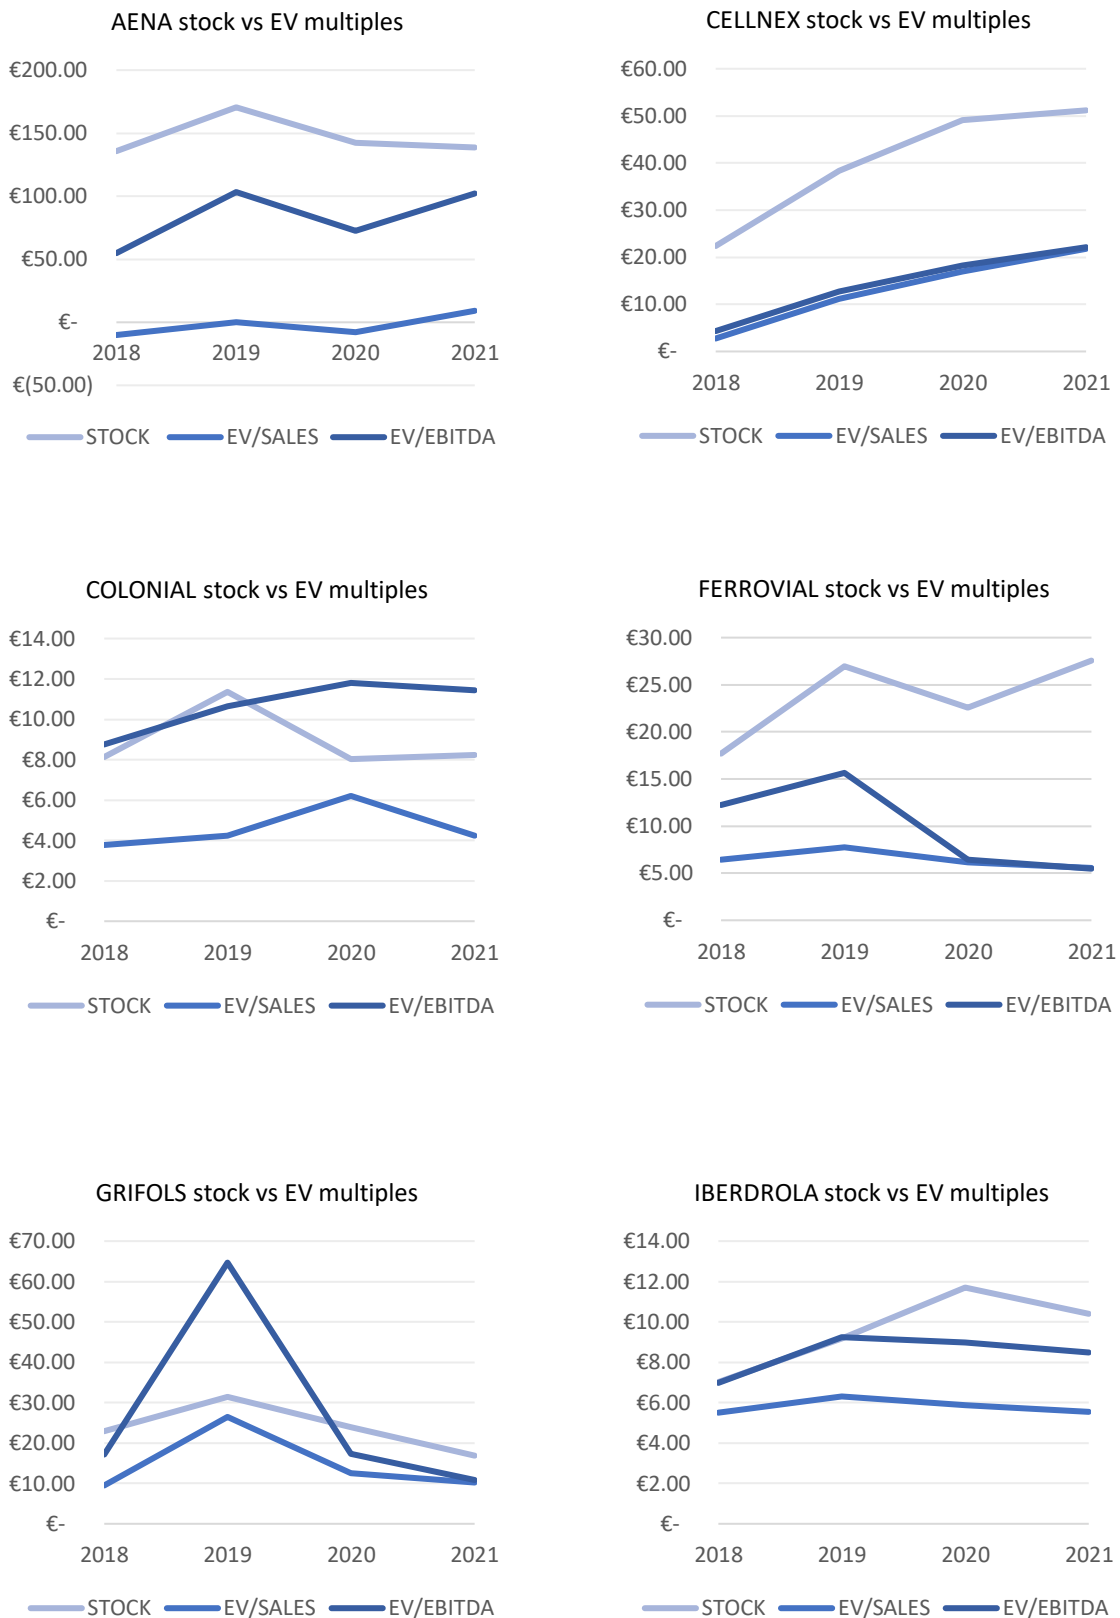 AENA stock vs EV multiples
€200.00
€150.00
€100.00
€50.00
€-
€(50.00)
2018 2019 2020 2021
STOCK EV/SALES EV/EBITDA
CELLNEX stock vs EV multiples
€60.00
€50.00
€40.00
€30.00
€20.00
€10.00
€-
2018 2019 2020 2021
STOCK EV/SALES EV/EBITDA
COLONIAL stock vs EV multiples
€14.00
€12.00
€10.00
€8.00
€6.00
€4.00
€2.00
€-
2018 2019 2020 2021
STOCK EV/SALES EV/EBITDA
FERROVIAL stock vs EV multiples
€30.00
€25.00
€20.00
€15.00
€10.00
€5.00
€-
2018 2019 2020 2021
STOCK EV/SALES EV/EBITDA
GRIFOLS stock vs EV multiples
€70.00
€60.00
€50.00
€40.00
€30.00
€20.00
€10.00
€-
2018 2019 2020 2021
STOCK EV/SALES EV/EBITDA
IBERDROLA stock vs EV multiples
€14.00
€12.00
€10.00
€8.00
€6.00
€4.00
€2.00
€-
2018 2019 2020 2021
STOCK EV/SALES EV/EBITDA